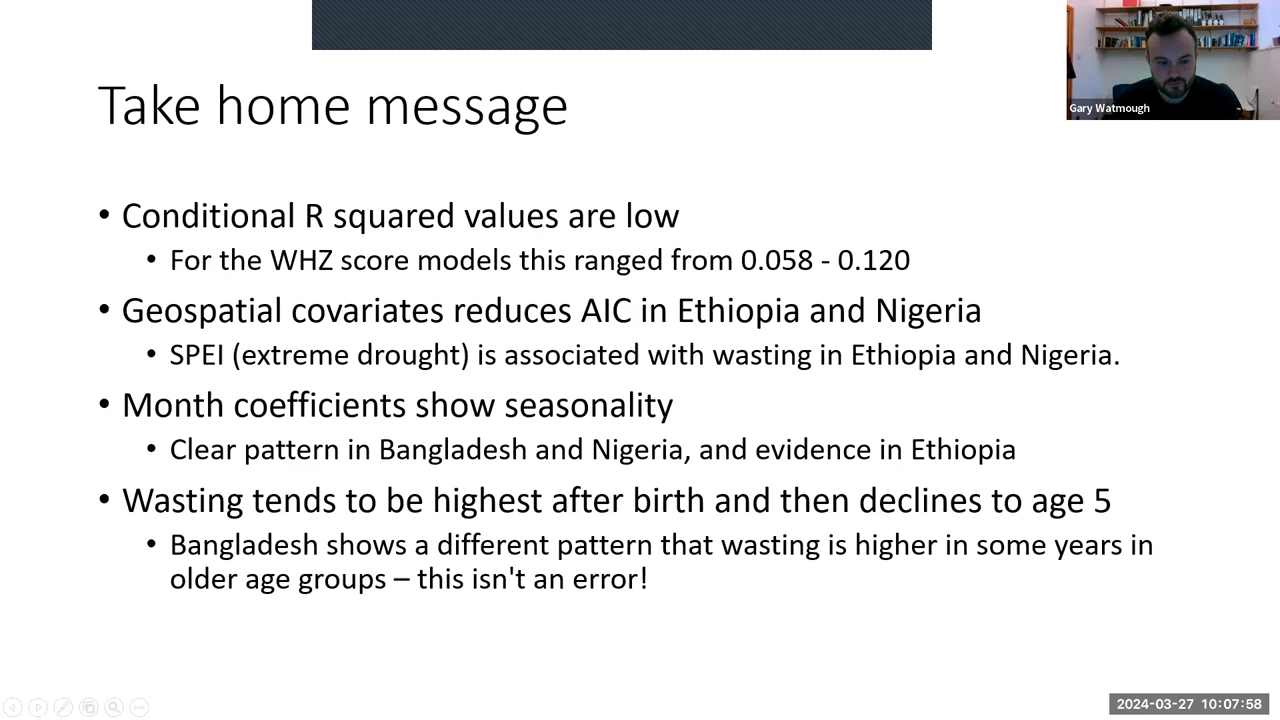 Take home message
Gary Watmough
• Conditional R squared values are low
• For the WHZ score models this ranged from 0.058 - 0.120
• Geospatial covariates reduces AIC in Ethiopia and Nigeria
• SPEI (extreme drought) is associated with wasting in Ethiopia and Nigeria.
• Month coefficients show seasonality
• Clear pattern in Bangladesh and Nigeria, and evidence in Ethiopia
• Wasting tends to be highest after birth and then declines to age 5
• Bangladesh shows a different pattern that wasting is higher in some years in
older age groups – this isn't an error!
2024-03-27 10:07:58